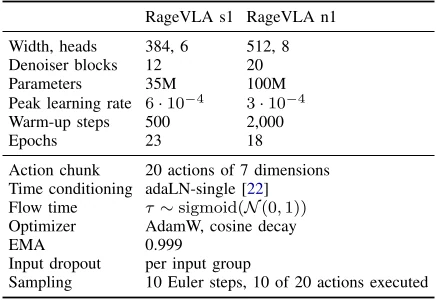 RageVLA s1 RageVLA n1
Width, heads 384, 6 512, 8
Denoiser blocks 12 20
Parameters 35M 100M
Peak learning rate 6 · 10⁻⁴ 3 · 10⁻⁴
Warm-up steps 500 2,000
Epochs 23 18
Action chunk 20 actions of 7 dimensions
Time conditioning adaLN-single [22]
Flow time τ ∼ sigmoid(𝒩(0, 1))
Optimizer AdamW, cosine decay
EMA 0.999
Input dropout per input group
Sampling 10 Euler steps, 10 of 20 actions executed